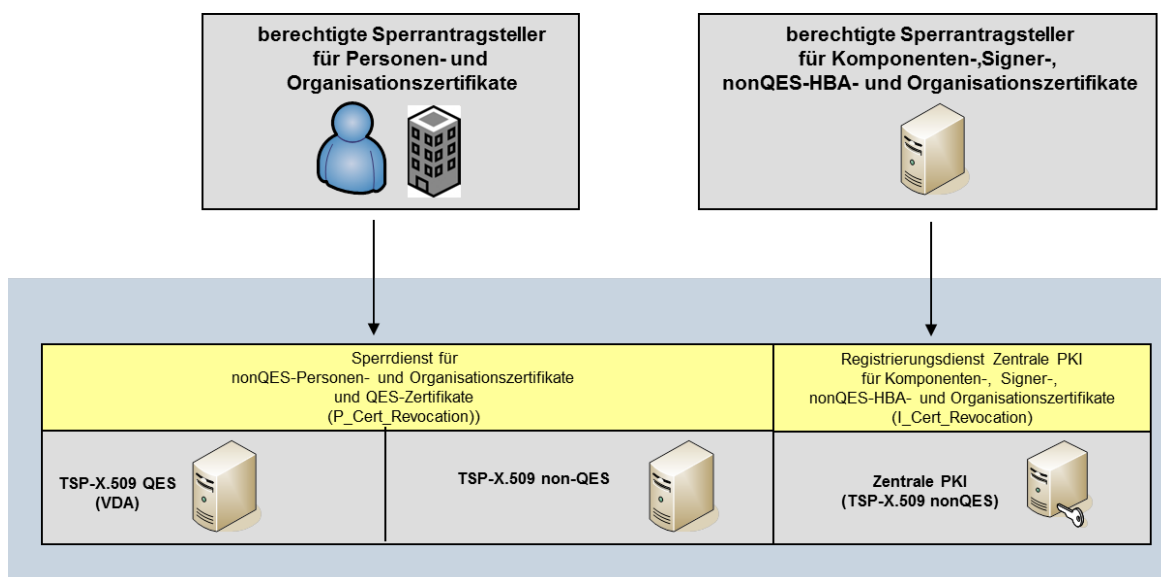 berechtigte Sperrantragsteller
für Personen- und
Organisationszertifikate
berechtigte Sperrantragsteller
für Komponenten-,Signer-,
nonQES-HBA- und Organisationszertifikate
Sperrdienst für
nonQES-Personen- und Organisationszertifikate
und QES-Zertifikate
(P_Cert_Revocation))
Registrierungsdienst Zentrale PKI
für Komponenten-, Signer-,
nonQES-HBA- und Organisationszertifikate
(I_Cert_Revocation)
TSP-X.509 QES
(VDA)
TSP-X.509 non-QES
Zentrale PKI
(TSP-X.509 nonQES)